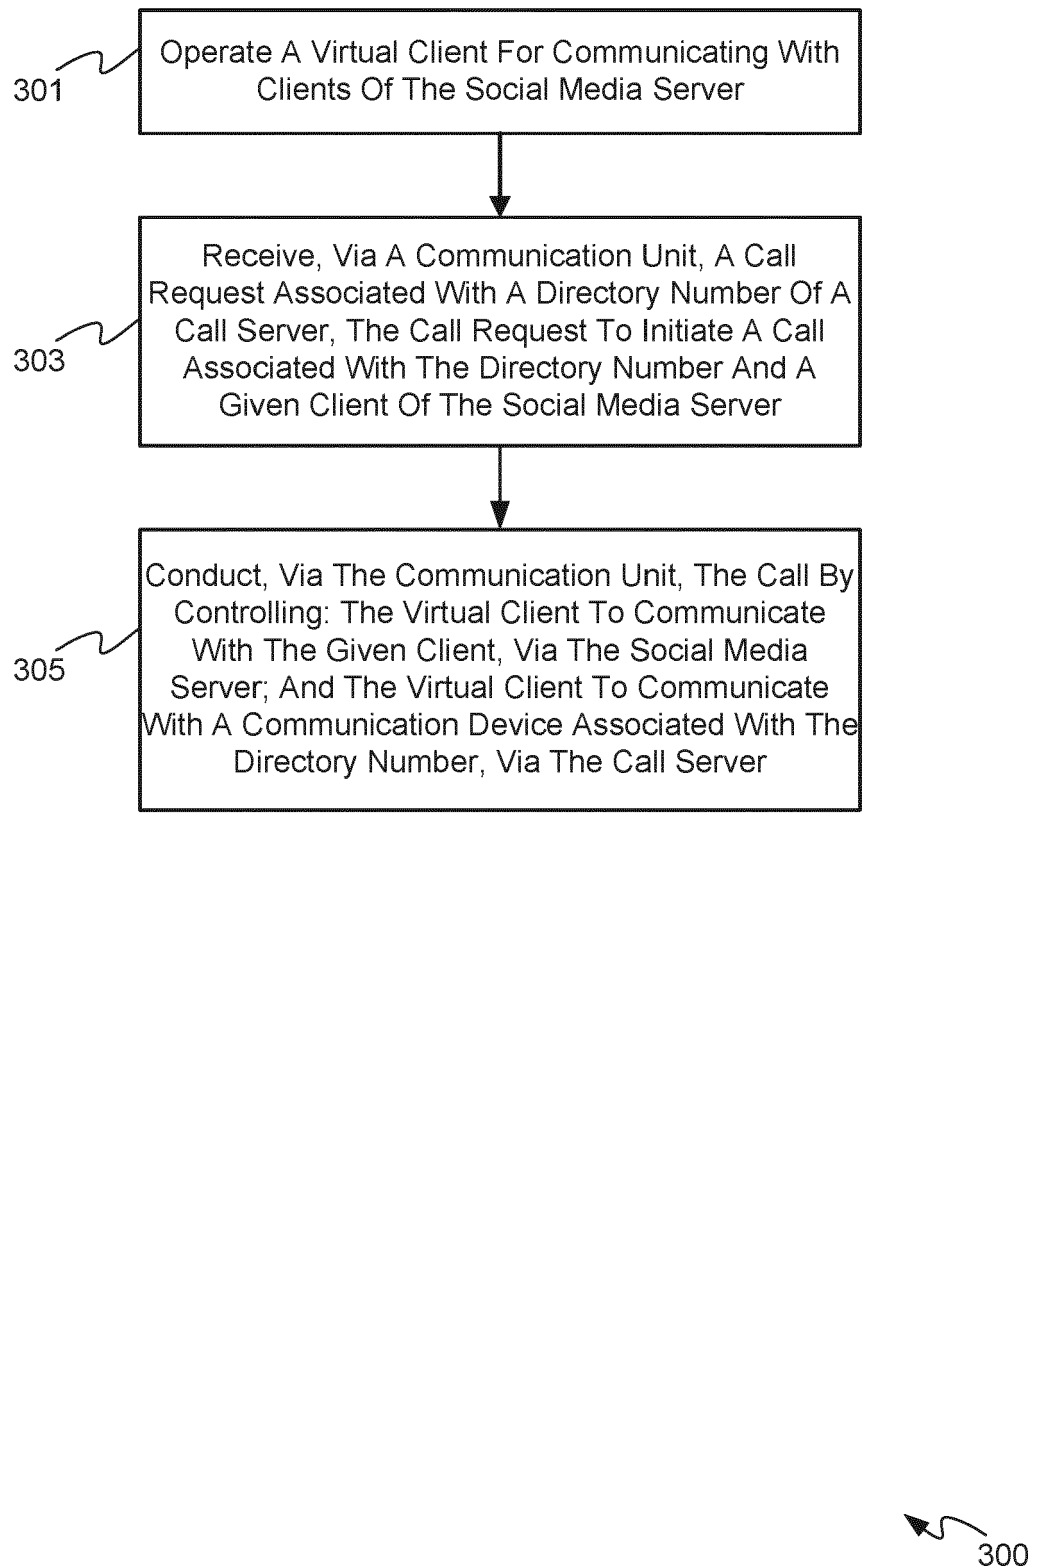 Operate A Virtual Client For Communicating With
Clients Of The Social Media Server
301
Receive, Via A Communication Unit, A Call
Request Associated With A Directory Number Of A
Call Server, The Call Request To Initiate A Call
Associated With The Directory Number And A
Given Client Of The Social Media Server
303
Conduct, Via The Communication Unit, The Call By
Controlling: The Virtual Client To Communicate
With The Given Client, Via The Social Media
Server; And The Virtual Client To Communicate
With A Communication Device Associated With The
Directory Number, Via The Call Server
305
300